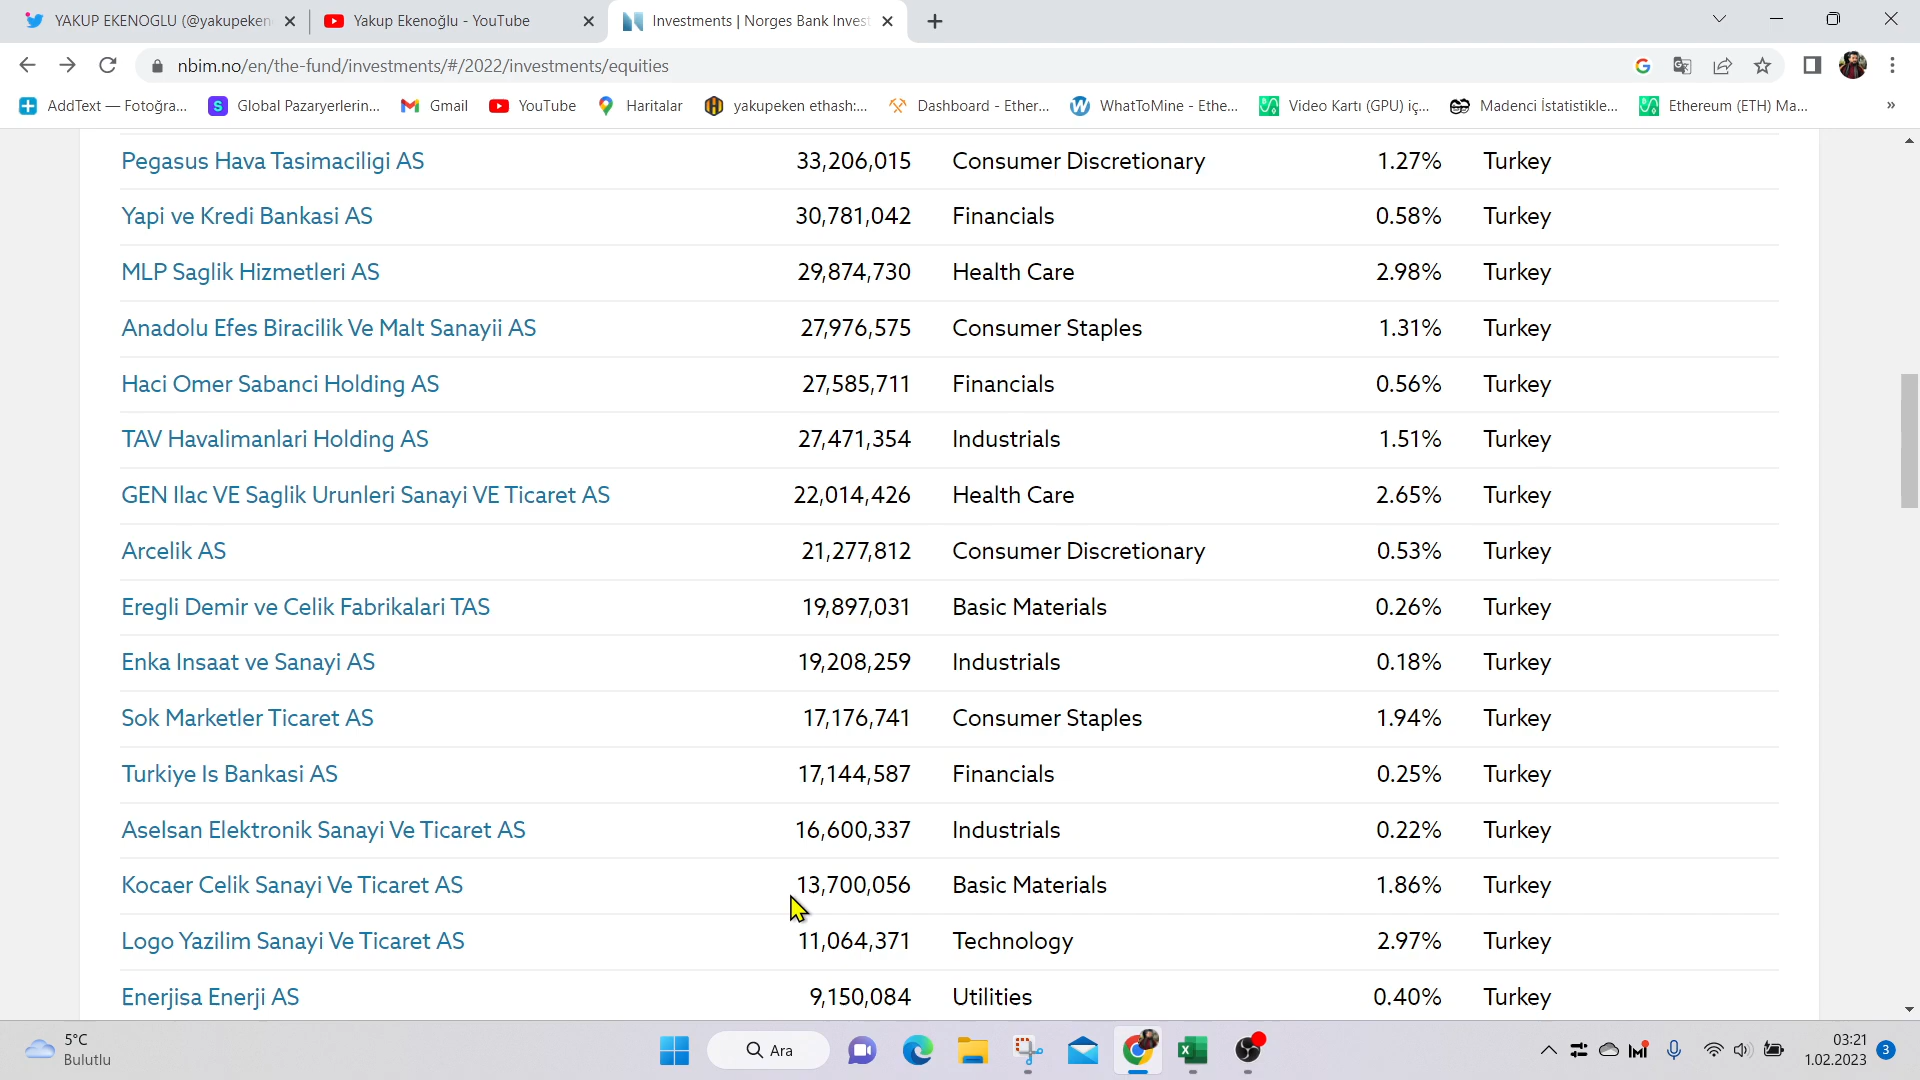 YAKUP EKENOGLU (@yakupeken
Yakup Ekenoğlu - YouTube
Investments | Norges Bank Invest
nbim.no/en/the-fund/investments/#/2022/investments/equities
AddText — Fotoğra...
Global Pazaryerlerin...
Gmail
YouTube
Haritalar
yakupeken ethash:...
Dashboard - Ether...
WhatToMine - Ethe...
Video Kartı (GPU) iç...
Madenci İstatistikle...
Ethereum (ETH) Ma...
»
Pegasus Hava Tasimaciligi AS 33,206,015 Consumer Discretionary 1.27% Turkey
Yapi ve Kredi Bankasi AS 30,781,042 Financials 0.58% Turkey
MLP Saglik Hizmetleri AS 29,874,730 Health Care 2.98% Turkey
Anadolu Efes Biracilik Ve Malt Sanayii AS 27,976,575 Consumer Staples 1.31% Turkey
Haci Omer Sabanci Holding AS 27,585,711 Financials 0.56% Turkey
TAV Havalimanlari Holding AS 27,471,354 Industrials 1.51% Turkey
GEN Ilac VE Saglik Urunleri Sanayi VE Ticaret AS 22,014,426 Health Care 2.65% Turkey
Arcelik AS 21,277,812 Consumer Discretionary 0.53% Turkey
Eregli Demir ve Celik Fabrikalari TAS 19,897,031 Basic Materials 0.26% Turkey
Enka Insaat ve Sanayi AS 19,208,259 Industrials 0.18% Turkey
Sok Marketler Ticaret AS 17,176,741 Consumer Staples 1.94% Turkey
Turkiye Is Bankasi AS 17,144,587 Financials 0.25% Turkey
Aselsan Elektronik Sanayi Ve Ticaret AS 16,600,337 Industrials 0.22% Turkey
Kocaer Celik Sanayi Ve Ticaret AS 13,700,056 Basic Materials 1.86% Turkey
Logo Yazilim Sanayi Ve Ticaret AS 11,064,371 Technology 2.97% Turkey
Enerjisa Enerji AS 9,150,084 Utilities 0.40% Turkey
5°C
Bulutlu
Ara
03:21
1.02.2023
3